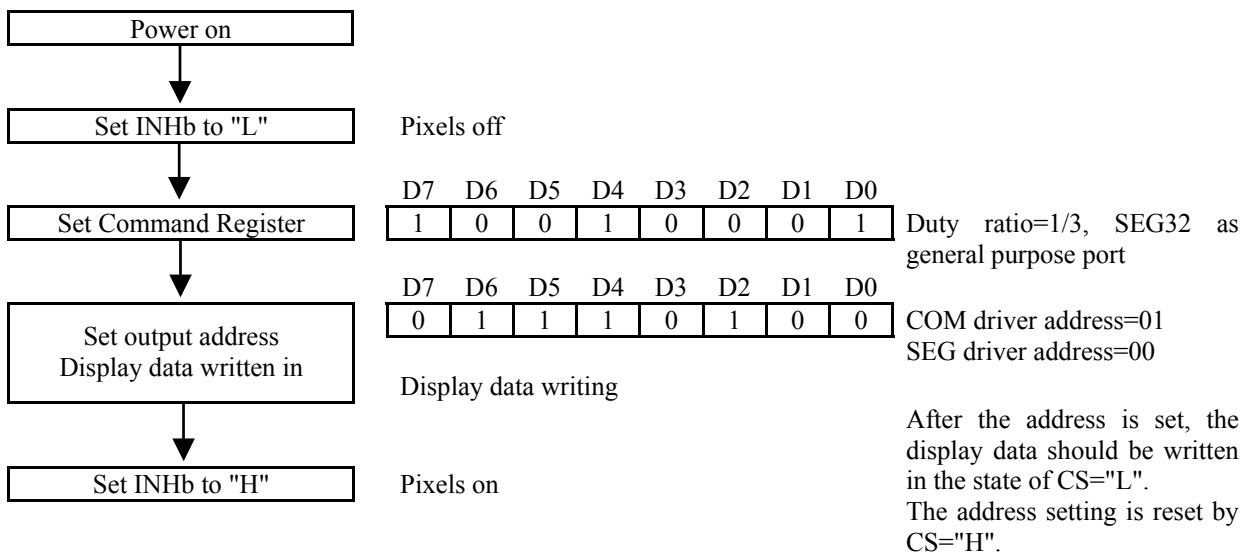 Power on
Set INHb to "L"
Pixels off
D7 D6 D5 D4 D3 D2 D1 D0
Set Command Register
1 0 0 1 0 0 0 1
Duty ratio=1/3, SEG32 as
general purpose port
D7 D6 D5 D4 D3 D2 D1 D0
0 1 1 1 0 1 0 0
Set output address
Display data written in
COM driver address=01
SEG driver address=00
Display data writing
After the address is set, the
display data should be written
in the state of CS="L".
The address setting is reset by
CS="H".
Set INHb to "H"
Pixels on